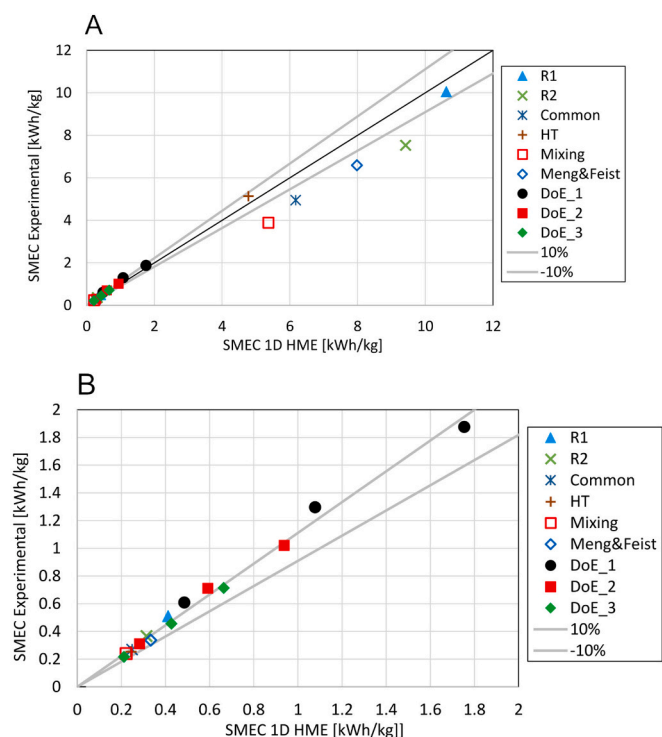 A
SMEC Experimental [kWh/kg]
12
10
8
6
4
2
0
0 2 4 6 8 10 12
SMEC 1D HME [kWh/kg]
R1
R2
Common
HT
Mixing
Meng&Feist
DoE_1
DoE_2
DoE_3
10%
-10%
B
SMEC Experimental [kWh/kg]
2
1.8
1.6
1.4
1.2
1
0.8
0.6
0.4
0.2
0
0 0.2 0.4 0.6 0.8 1 1.2 1.4 1.6 1.8 2
SMEC 1D HME [kWh/kg]]
R1
R2
Common
HT
Mixing
Meng&Feist
DoE_1
DoE_2
DoE_3
10%
-10%